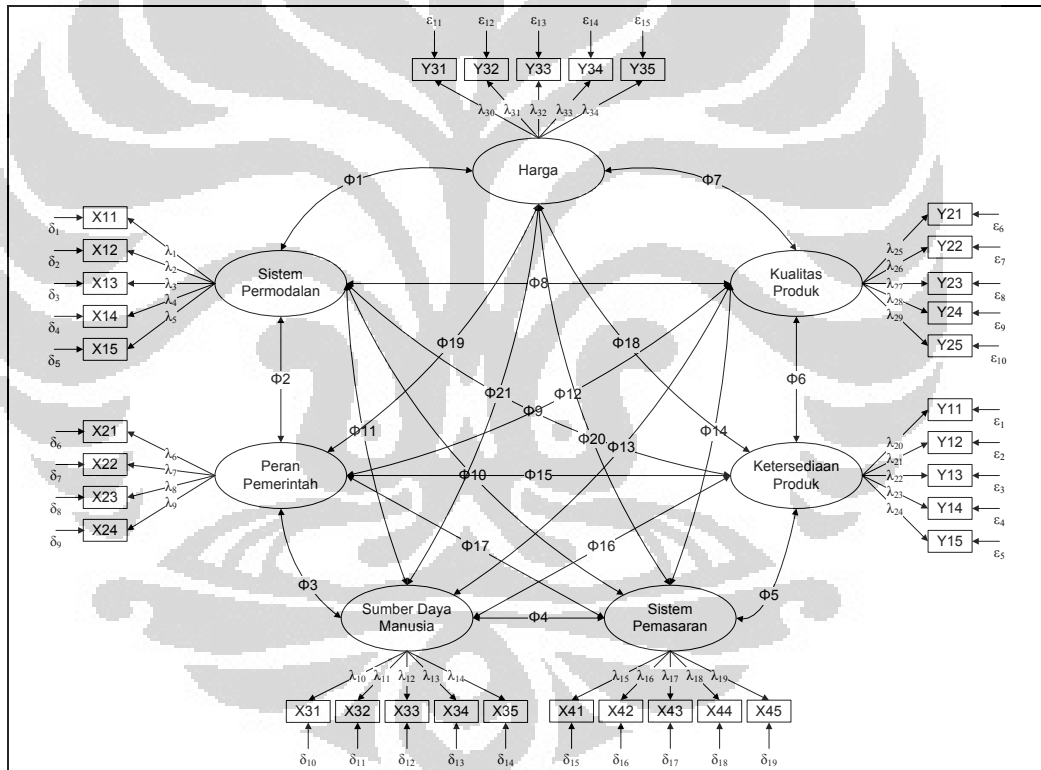 ε11 ε12 ε13 ε14 ε15
Y31 Y32 Y33 Y34 Y35
λ30 λ31 λ32 λ33 λ34
Harga
Φ1
Φ7
X11
X12
X13
X14
X15
δ1
δ2
δ3
δ4
δ5
λ1
λ2
λ3
λ4
λ5
Sistem
Permodalan
Φ8
Kualitas
Produk
λ25
λ26
λ27
λ28
λ29
Y21
Y22
Y23
Y24
Y25
ε6
ε7
ε8
ε9
ε10
Φ19
Φ18
Φ2
Φ21
Φ12
Φ9
Φ6
Φ11
Φ20
Φ13
Φ14
X21
X22
X23
X24
δ6
δ7
δ8
δ9
λ6
λ7
λ8
λ9
Peran
Pemerintah
Φ10
Φ15
Ketersediaan
Produk
λ20
λ21
λ22
λ23
λ24
Y11
Y12
Y13
Y14
Y15
ε1
ε2
ε3
ε4
ε5
Φ17
Φ16
Φ3
Φ5
Sumber Daya
Manusia
Φ4
Sistem
Pemasaran
λ10 λ11 λ12 λ13 λ14
λ15 λ16 λ17 λ18 λ19
X31 X32 X33 X34 X35
X41 X42 X43 X44 X45
δ10 δ11 δ12 δ13 δ14
δ15 δ16 δ17 δ18 δ19